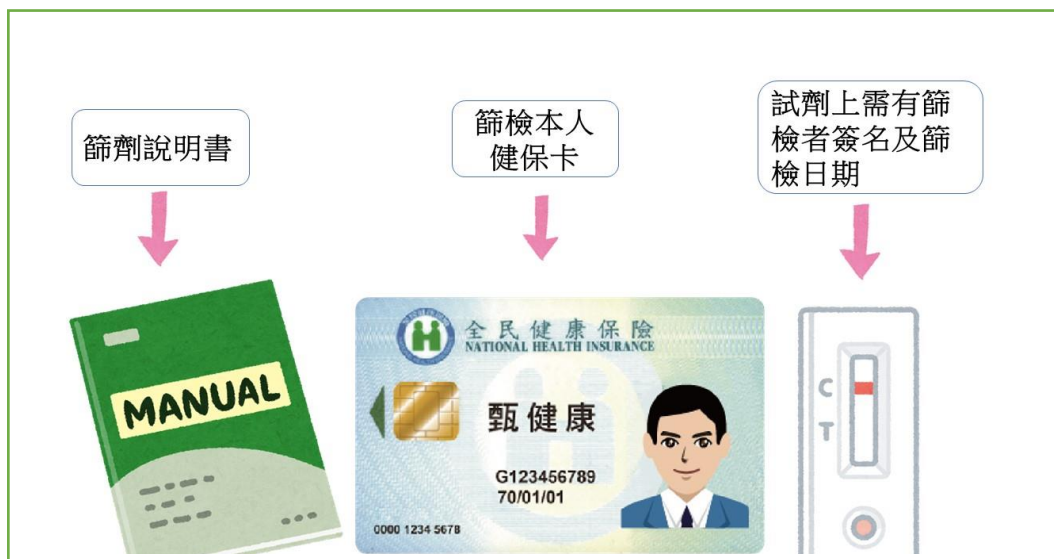 篩劑說明書
篩檢本人
健保卡
試劑上需有篩
檢者簽名及篩
檢日期
MANUAL
全民健康保險
NATIONAL HEALTH INSURANCE
甄健康
G123456789
70/01/01
0000 1234 5678
C
T